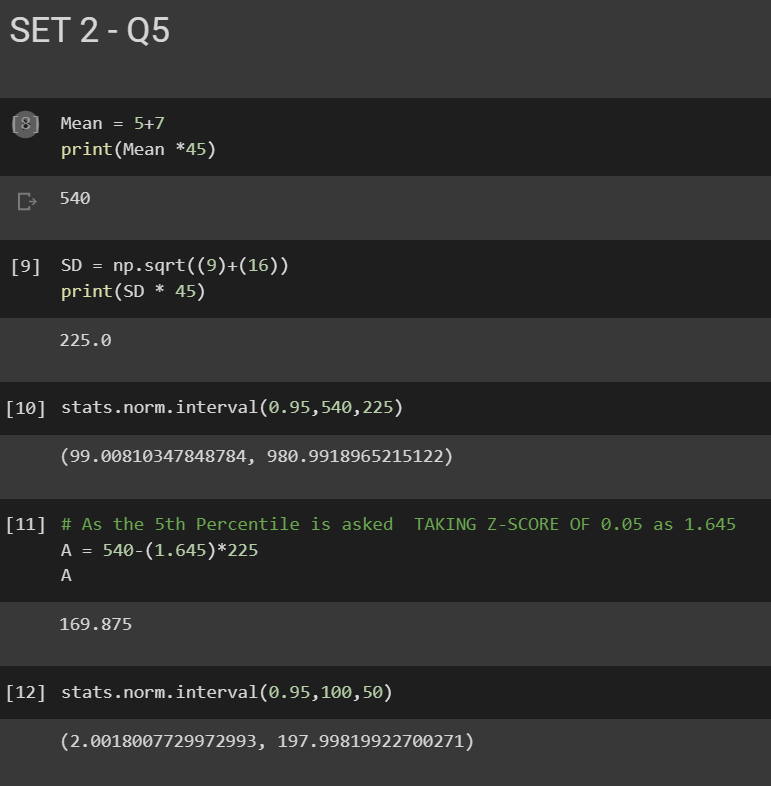 SET 2 - Q5
[8] Mean = 5+7
print(Mean *45)
540
[9] SD = np.sqrt((9)+(16))
print(SD * 45)
225.0
[10] stats.norm.interval(0.95,540,225)
(99.00810347848784, 980.9918965215122)
[11] # As the 5th Percentile is asked  TAKING Z-SCORE OF 0.05 as 1.645
A = 540-(1.645)*225
A
169.875
[12] stats.norm.interval(0.95,100,50)
(2.0018007729972993, 197.99819922700271)